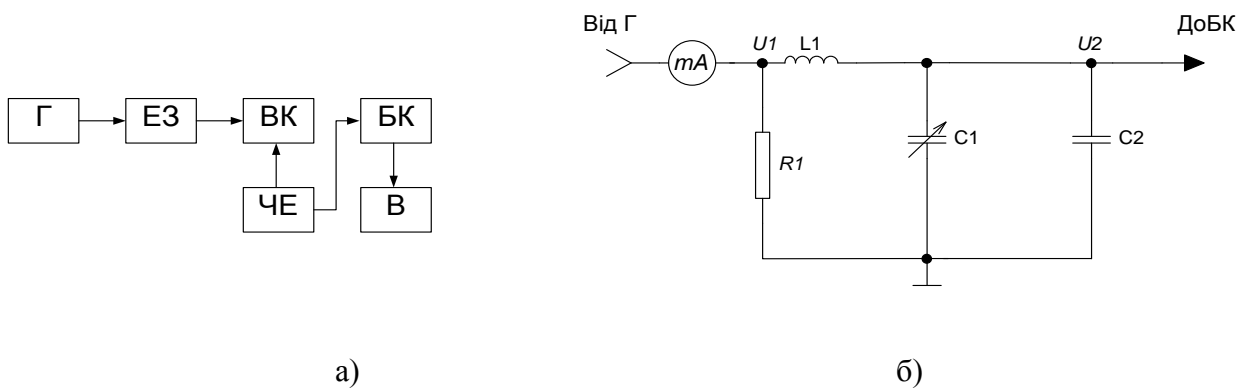 Від Г
ДоБК
mA
U1
L1
U2
Г
ЕЗ
ВК
БК
C1
C2
R1
ЧЕ
В
а)
б)